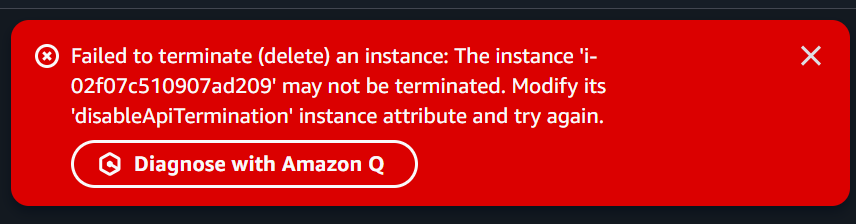 Failed to terminate (delete) an instance: The instance 'i-
02f07c510907ad209' may not be terminated. Modify its
'disableApiTermination' instance attribute and try again.
Diagnose with Amazon Q